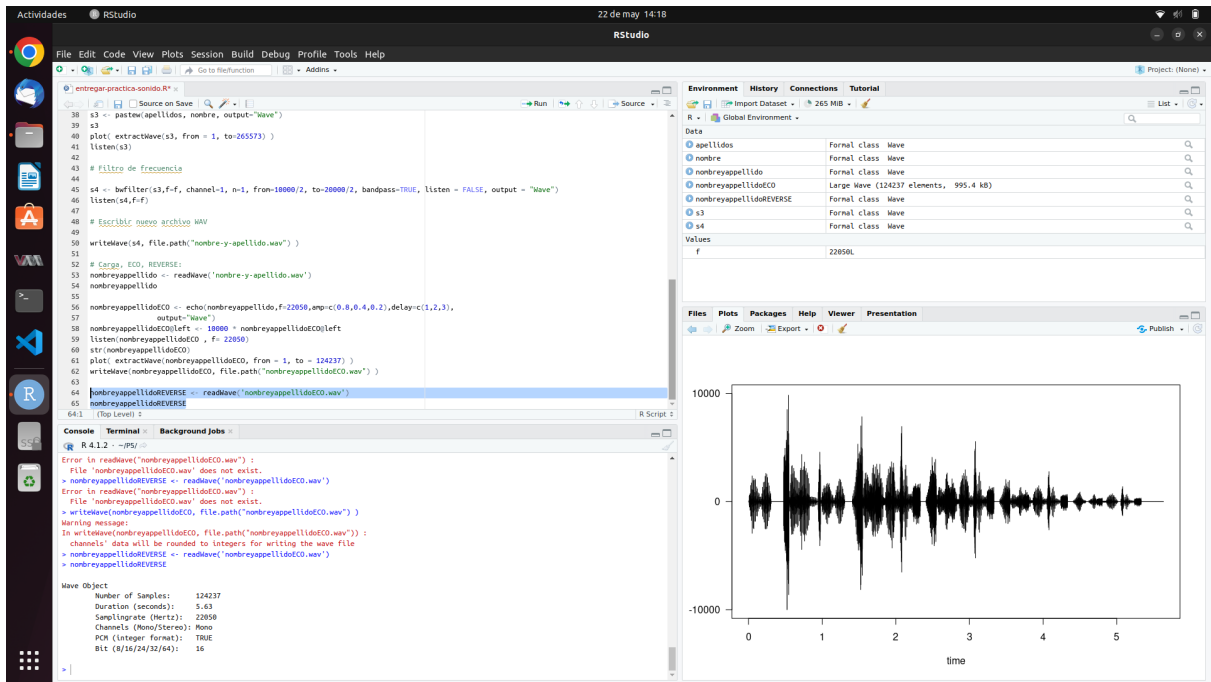 Actividades RStudio 22 de may 14:18
RStudio
File Edit Code View Plots Session Build Debug Profile Tools Help
Go to file/function Addins Project: (None)
entregar-practica-sonido.R*
Source on Save Run Source
38 s3 <- pastew(apellidos, nombre, output="Wave")
39 s3
40 plot( extractWave(s3, from = 1, to=265573) )
41 listen(s3)
42
43 # Filtro de frecuencia
44
45 s4 <- bwfilter(s3,f=f, channel=1, n=1, from=10000/2, to=20000/2, bandpass=TRUE, listen = FALSE, output = "Wave")
46 listen(s4,f=f)
47
48 # Escribir nuevo archivo WAV
49
50 writeWave(s4, file.path("nombre-y-apellido.wav") )
51
52 # Carga, ECO, REVERSE:
53 nombreyappellido <- readWave('nombre-y-apellido.wav')
54 nombreyappellido
55
56 nombreyappellidoECO <- echo(nombreyappellido,f=22050,amp=c(0.8,0.4,0.2),delay=c(1,2,3),
57 output="Wave")
58 nombreyappellidoECO@left <- 10000 * nombreyappellidoECO@left
59 listen(nombreyappellidoECO , f= 22050)
60 str(nombreyappellidoECO)
61 plot( extractWave(nombreyappellidoECO, from = 1, to = 124237) )
62 writeWave(nombreyappellidoECO, file.path("nombreyappellidoECO.wav") )
63
64 nombreyappellidoREVERSE <- readWave('nombreyappellidoECO.wav')
65 nombreyappellidoREVERSE
64:1 (Top Level) R Script
Console Terminal Background Jobs
R 4.1.2 · ~/P5/
Error in readWave("nombreyappellidoECO.wav") :
File 'nombreyappellidoECO.wav' does not exist.
> nombreyappellidoREVERSE <- readWave('nombreyappellidoECO.wav')
Error in readWave("nombreyappellidoECO.wav") :
File 'nombreyappellidoECO.wav' does not exist.
> writeWave(nombreyappellidoECO, file.path("nombreyappellidoECO.wav") )
Warning message:
In writeWave(nombreyappellidoECO, file.path("nombreyappellidoECO.wav")) :
channels' data will be rounded to integers for writing the wave file
> nombreyappellidoREVERSE <- readWave('nombreyappellidoECO.wav')
> nombreyappellidoREVERSE
Wave Object
Number of Samples: 124237
Duration (seconds): 5.63
Samplingrate (Hertz): 22050
Channels (Mono/Stereo): Mono
PCM (integer format): TRUE
Bit (8/16/24/32/64): 16
>
Environment History Connections Tutorial
Import Dataset 265 MiB List
R Global Environment
Data
apellidos Formal class Wave
nombre Formal class Wave
nombreyappellido Formal class Wave
nombreyappellidoECO Large Wave (124237 elements, 995.4 kB)
nombreyappellidoREVERSE Formal class Wave
s3 Formal class Wave
s4 Formal class Wave
Values
f 22050L
Files Plots Packages Help Viewer Presentation
Zoom Export Publish
10000
0
-10000
0 1 2 3 4 5
time